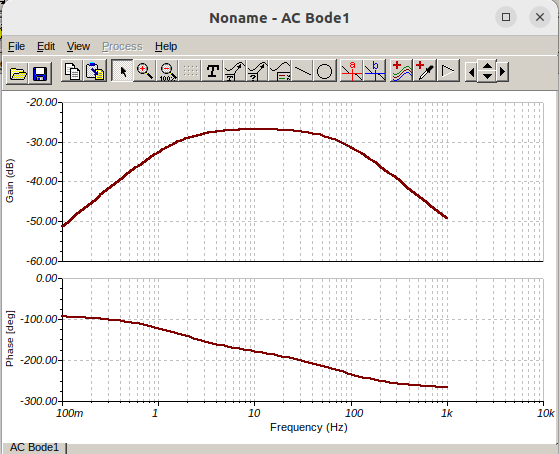 Noname - AC Bode1
File Edit View Process Help
100% T ? a b
-20.00
-30.00
Gain (dB)
-40.00
-50.00
-60.00
0.00
-100.00
Phase [deg]
-200.00
-300.00
100m 1 10 100 1k 10k
Frequency (Hz)
AC Bode1